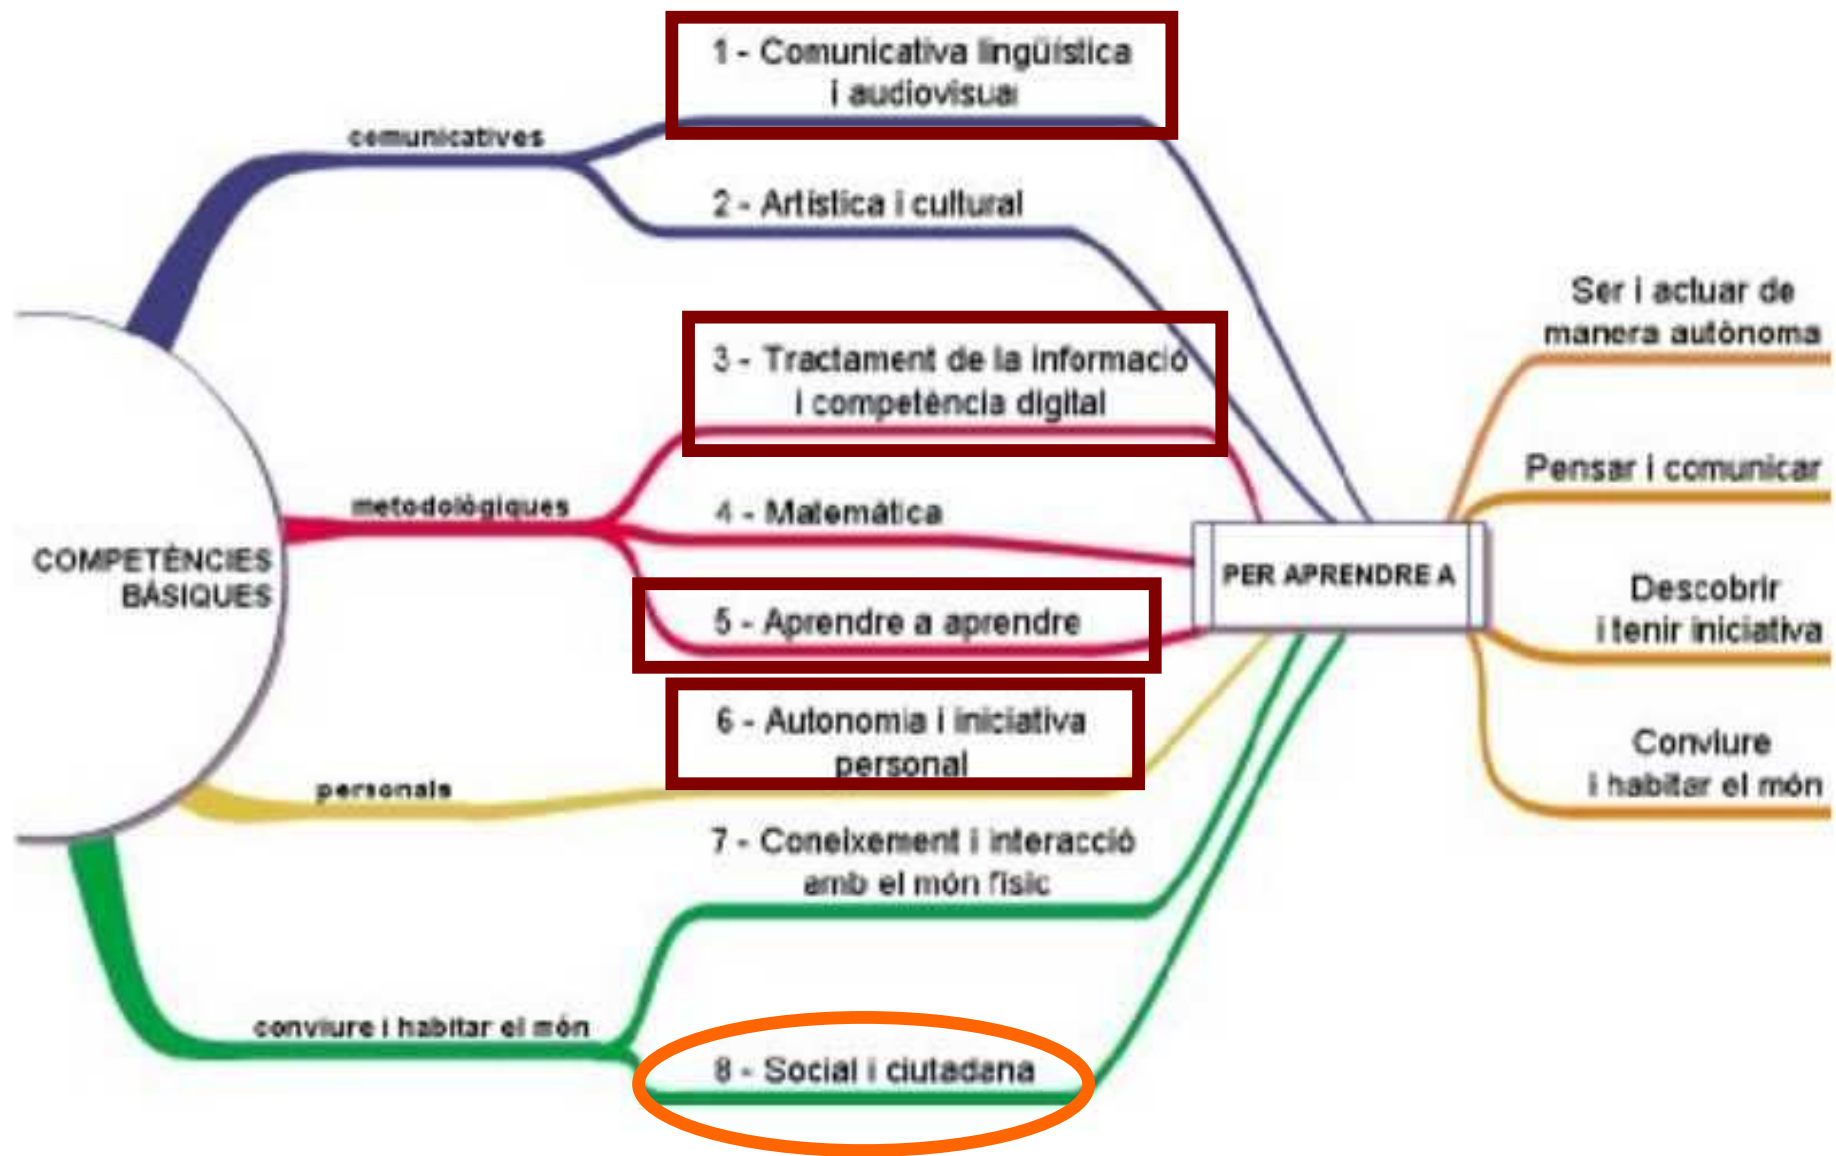 COMPETÈNCIES
BÀSIQUES
comunicatives
1 - Comunicativa lingüística
i audiovisual
2 - Artística i cultural
metodològiques
3 - Tractament de la informació
i competència digital
4 - Matemàtica
5 - Aprendre a aprendre
personals
6 - Autonomia i iniciativa
personal
conviure i habitar el món
7 - Coneixement i interacció
amb el món físic
8 - Social i ciutadana
PER APRENDRE A
Ser i actuar de
manera autònoma
Pensar i comunicar
Descobrir
i tenir iniciativa
Conviure
i habitar el món